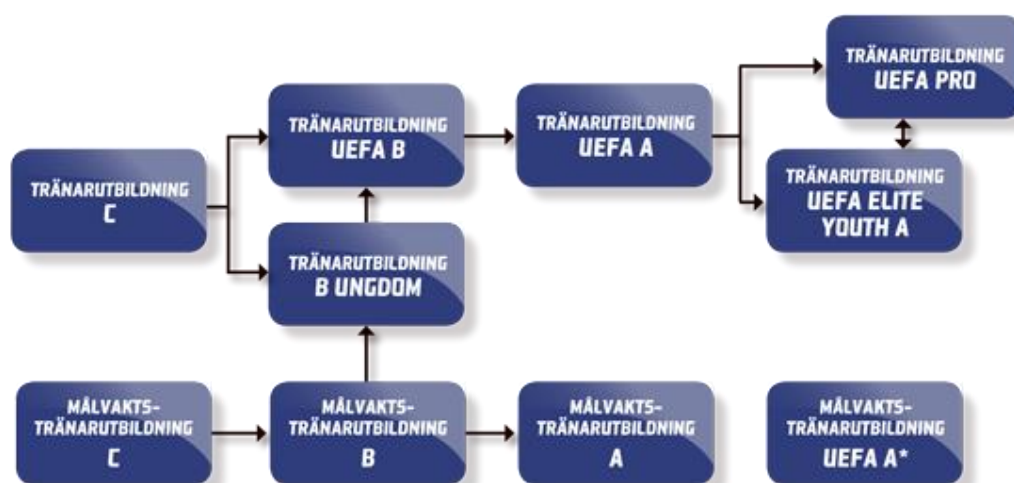 TRÄNARUTBILDNING
UEFA PRO
TRÄNARUTBILDNING
UEFA B
TRÄNARUTBILDNING
UEFA A
TRÄNARUTBILDNING
C
TRÄNARUTBILDNING
UEFA ELITE
YOUTH A
TRÄNARUTBILDNING
B UNGDOM
MÅLVAKTS-
TRÄNARUTBILDNING
C
MÅLVAKTS-
TRÄNARUTBILDNING
B
MÅLVAKTS-
TRÄNARUTBILDNING
A
MÅLVAKTS-
TRÄNARUTBILDNING
UEFA A*